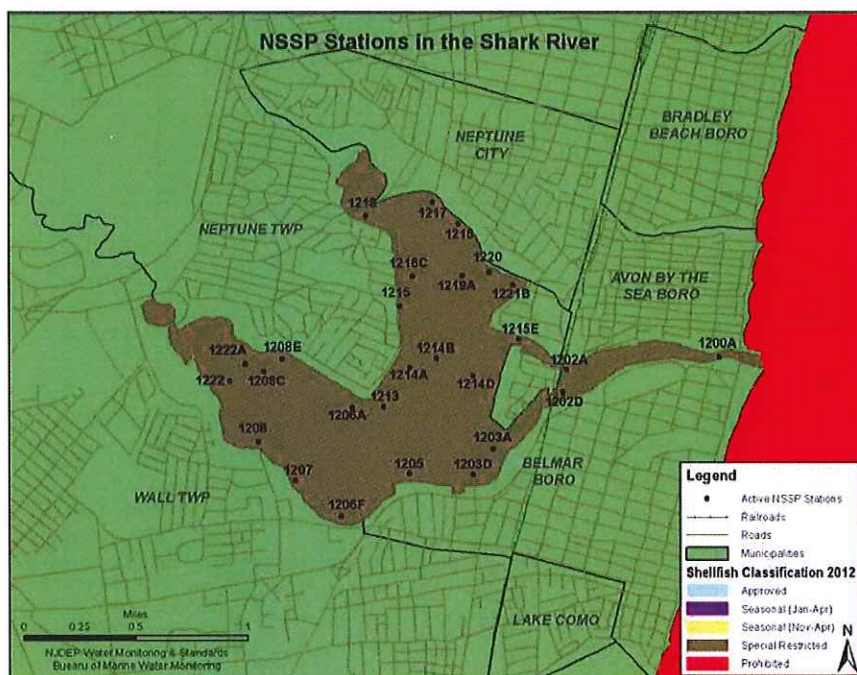 NSSP Stations in the Shark River
BRADLEY
BEACH BORO
NEPTUNE
CITY
1218
1217
1216
NEPTUNE TWP
1216C
1220
1219A
1221B
AVON BY THE
SEA BORO
1215
1215E
1200A
1222A
1208E
1214B
1202A
1222
1208C
1214A
1214D
1202D
1206A
1213
1208
1203A
1207
1205
1203D
BELMAR
BORO
WALL TWP
1206F
LAKE COMO
Miles
0
0.25
0.5
1
NJDEP Water Monitoring & Standards
Bureau of Marine Water Monitoring
Legend
Active NSSP Stations
Railroads
Roads
Municipalities
Shellfish Classification 2012
Approved
Seasonal (Jan-Apr)
Seasonal (Nov-Apr)
Special Restricted
Prohibited
N